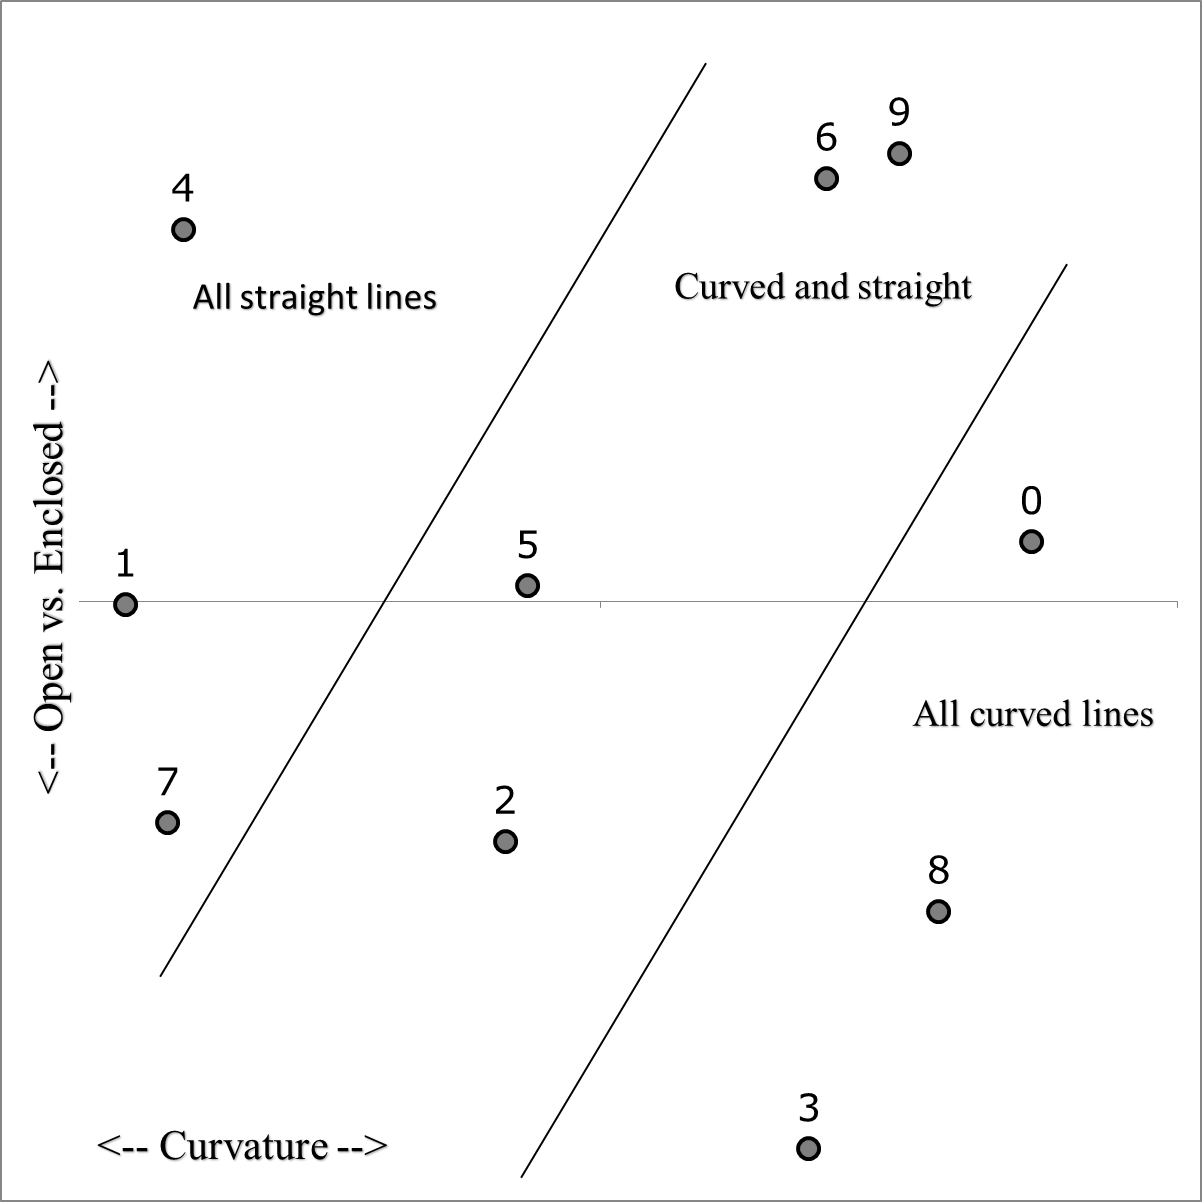 9
6
4
Curved and straight
All straight lines
0
5
1
<-- Open vs. Enclosed -->
All curved lines
7
2
8
3
<-- Curvature -->